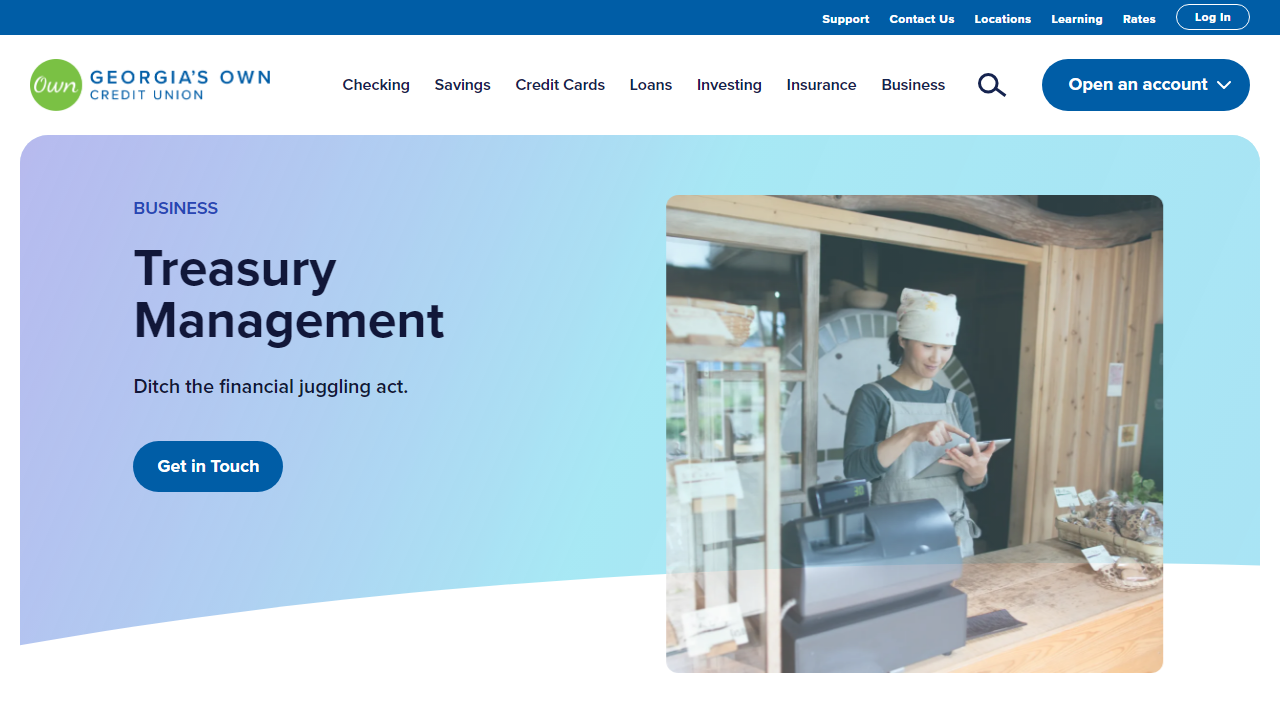 Support Contact Us Locations Learning Rates Log In
Own GEORGIA'S OWN
CREDIT UNION
Checking Savings Credit Cards Loans Investing Insurance Business Open an account
BUSINESS
Treasury
Management
Ditch the financial juggling act.
Get in Touch